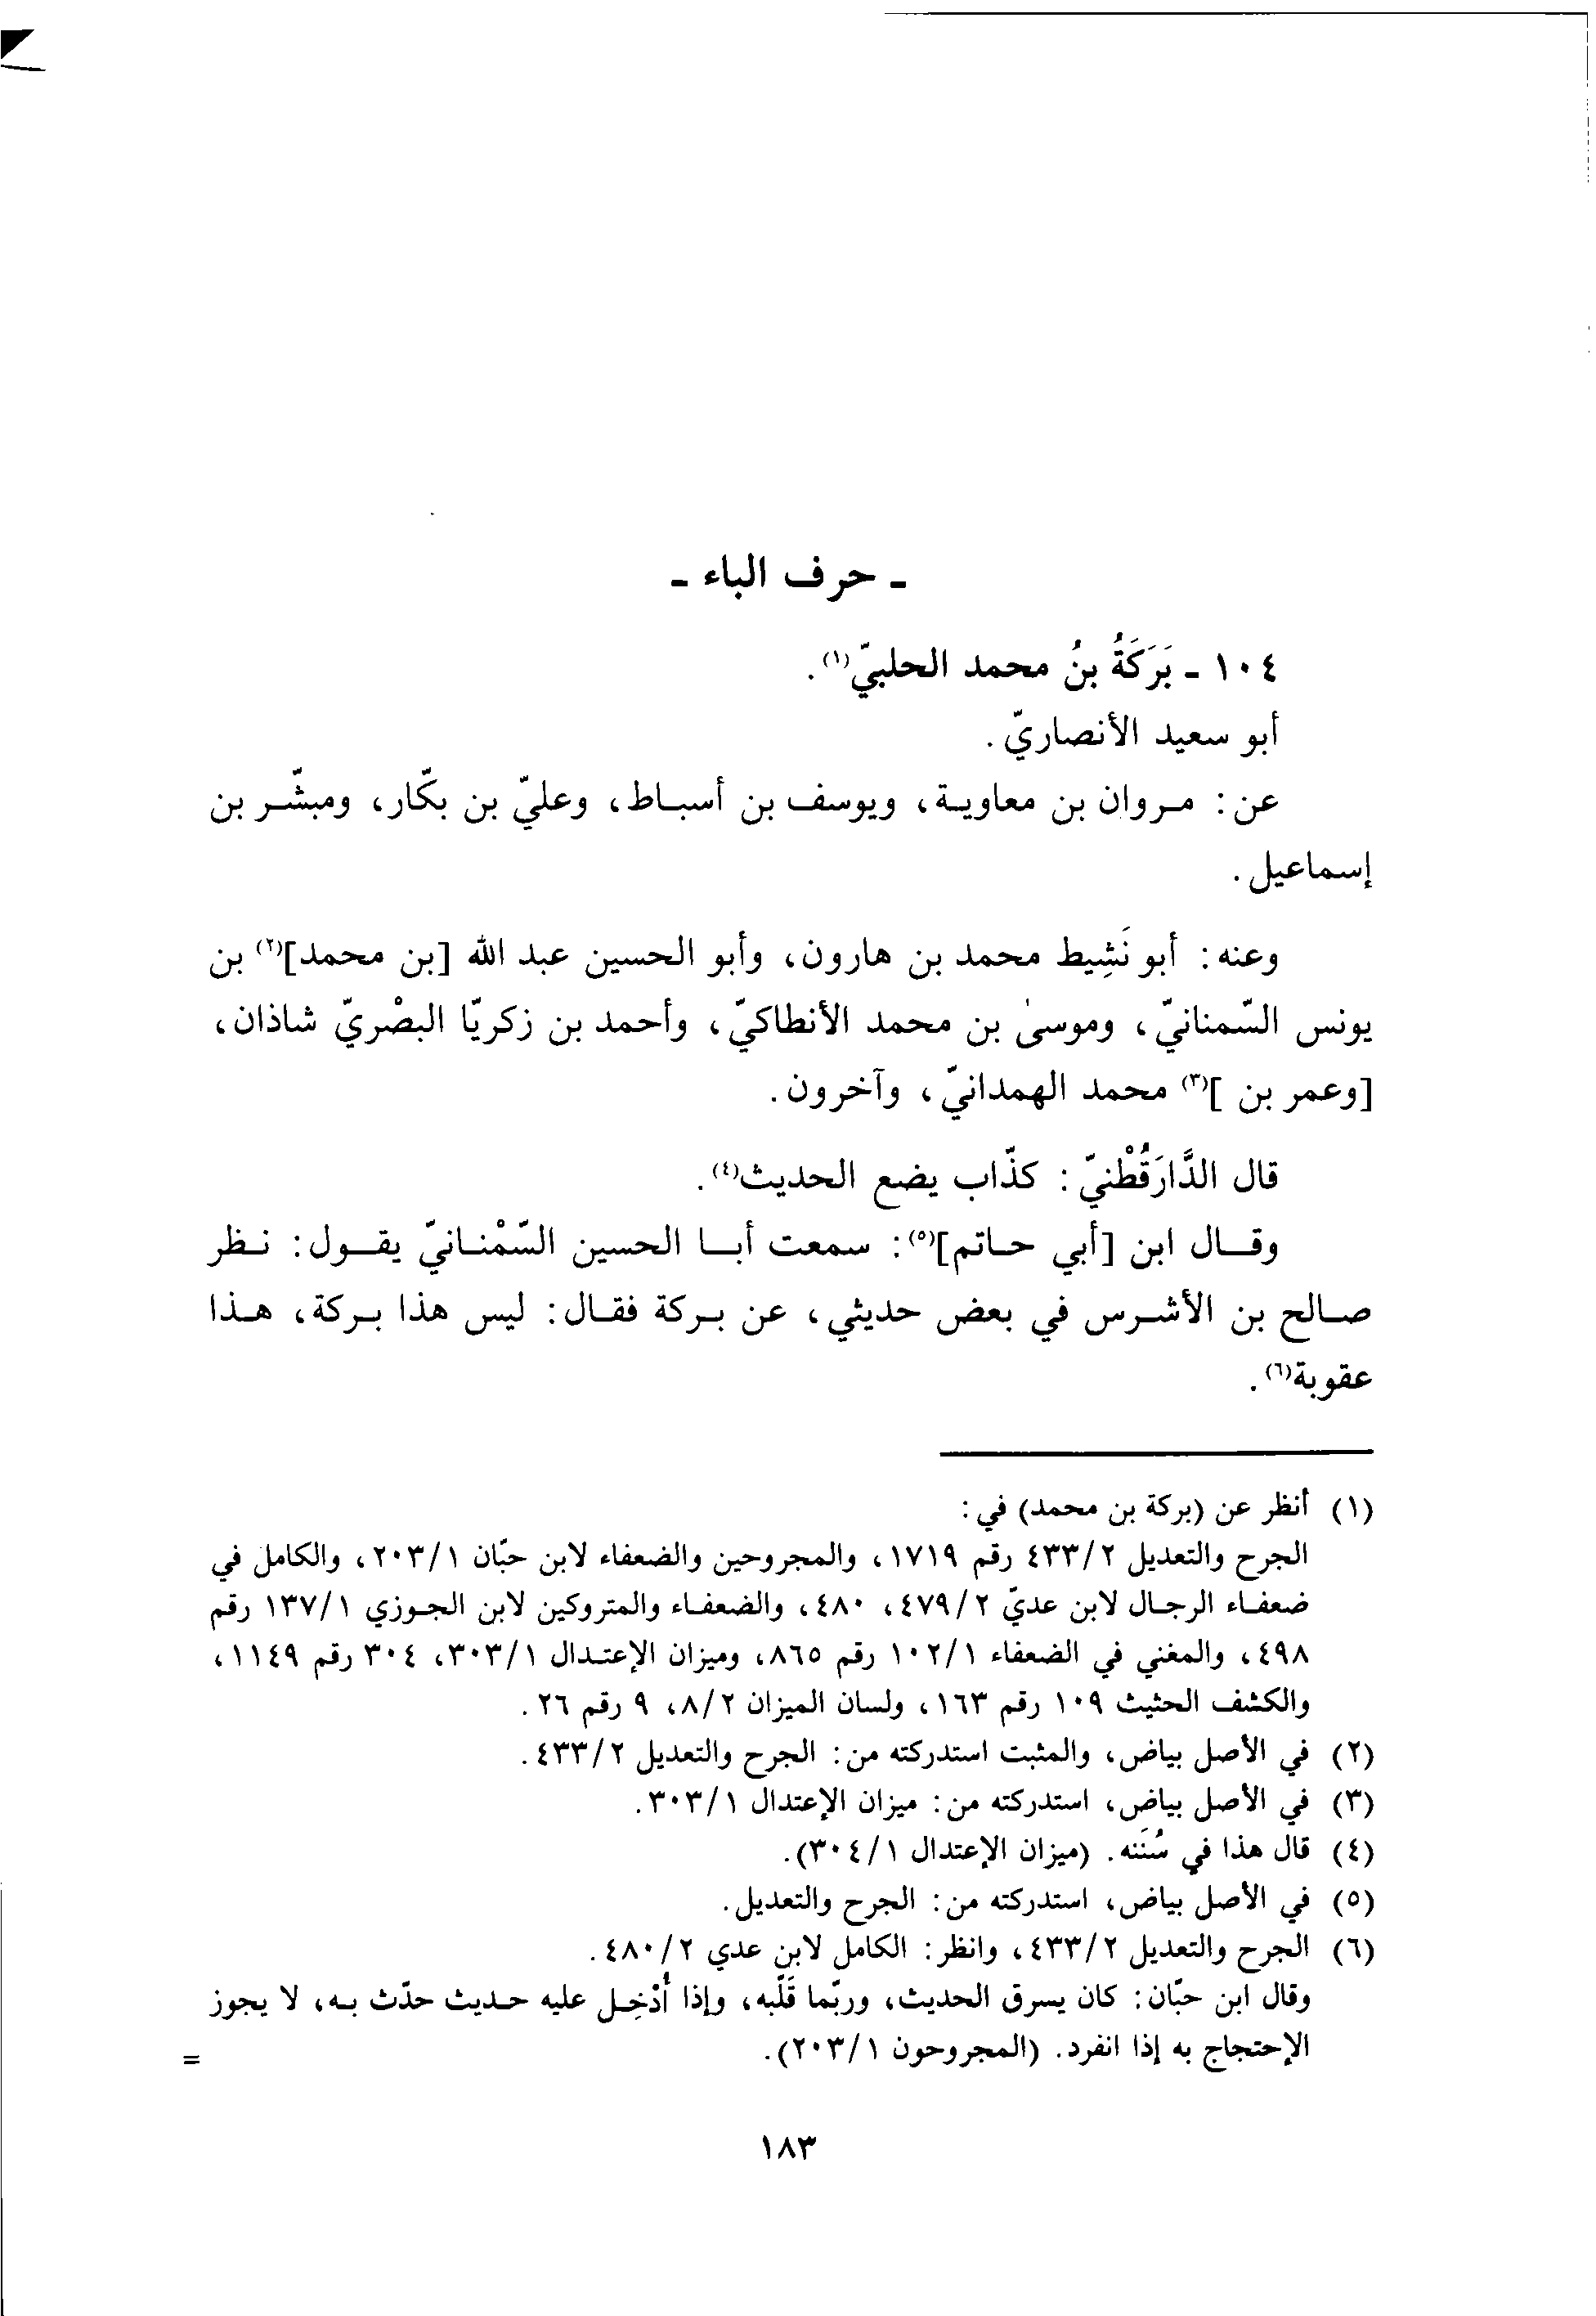 - حرف الباء -
١٠٤ - بَرَكَةُ بنُ محمد الحلبيّ(١).
أبو سعيد الأنصاريّ.
عن: مروان بن معاوية، ويوسف بن أسباط، وعليّ بن بكّار، ومبشّر بن
إسماعيل.
وعنه: أبو نَشِيط محمد بن هارون، وأبو الحسين عبد الله [بن محمد](٢) بن
يونس السّمنانيّ، وموسىٰ بن محمد الأنطاكيّ، وأحمد بن زكريّا البصْريّ شاذان،
[وعمر بن ](٣) محمد الهمدانيّ، وآخرون.
قال الدَّارَقُطْنيّ: كذّاب يضع الحديث(٤).
وقال ابن [أبي حاتم](٥): سمعت أبا الحسين السّمْنانيّ يقول: نظر
صالح بن الأشرس في بعض حديثي، عن بركة فقال: ليس هذا بركة، هذا
عقوبة(٦).
(١) أنظر عن (بركة بن محمد) في:
الجرح والتعديل ٤٣٣/٢ رقم ١٧١٩، والمجروحين والضعفاء لابن حبّان ٢٠٣/١، والكامل في
ضعفاء الرجال لابن عديّ ٤٧٩/٢، ٤٨٠، والضعفاء والمتروكين لابن الجوزي ١٣٧/١ رقم
٤٩٨، والمغني في الضعفاء ١٠٢/١ رقم ٨٦٥، وميزان الإعتدال ٣٠٣/١، ٣٠٤ رقم ١١٤٩،
والكشف الحثيث ١٠٩ رقم ١٦٣، ولسان الميزان ٨/٢، ٩ رقم ٢٦.
(٢) في الأصل بياض، والمثبت استدركته من: الجرح والتعديل ٤٣٣/٢.
(٣) في الأصل بياض، استدركته من: ميزان الإعتدال ٣٠٣/١.
(٤) قال هذا في سُنَنه. (ميزان الإعتدال ٣٠٤/١).
(٥) في الأصل بياض، استدركته من: الجرح والتعديل.
(٦) الجرح والتعديل ٤٣٣/٢، وانظر: الكامل لابن عدي ٤٨٠/٢.
وقال ابن حبّان: كان يسرق الحديث، وربّما قَلّبه، وإذا أُدْخِل عليه حديث حدّث به، لا يجوز
الإحتجاج به إذا انفرد. (المجروحون ٢٠٣/١).
=
١٨٣